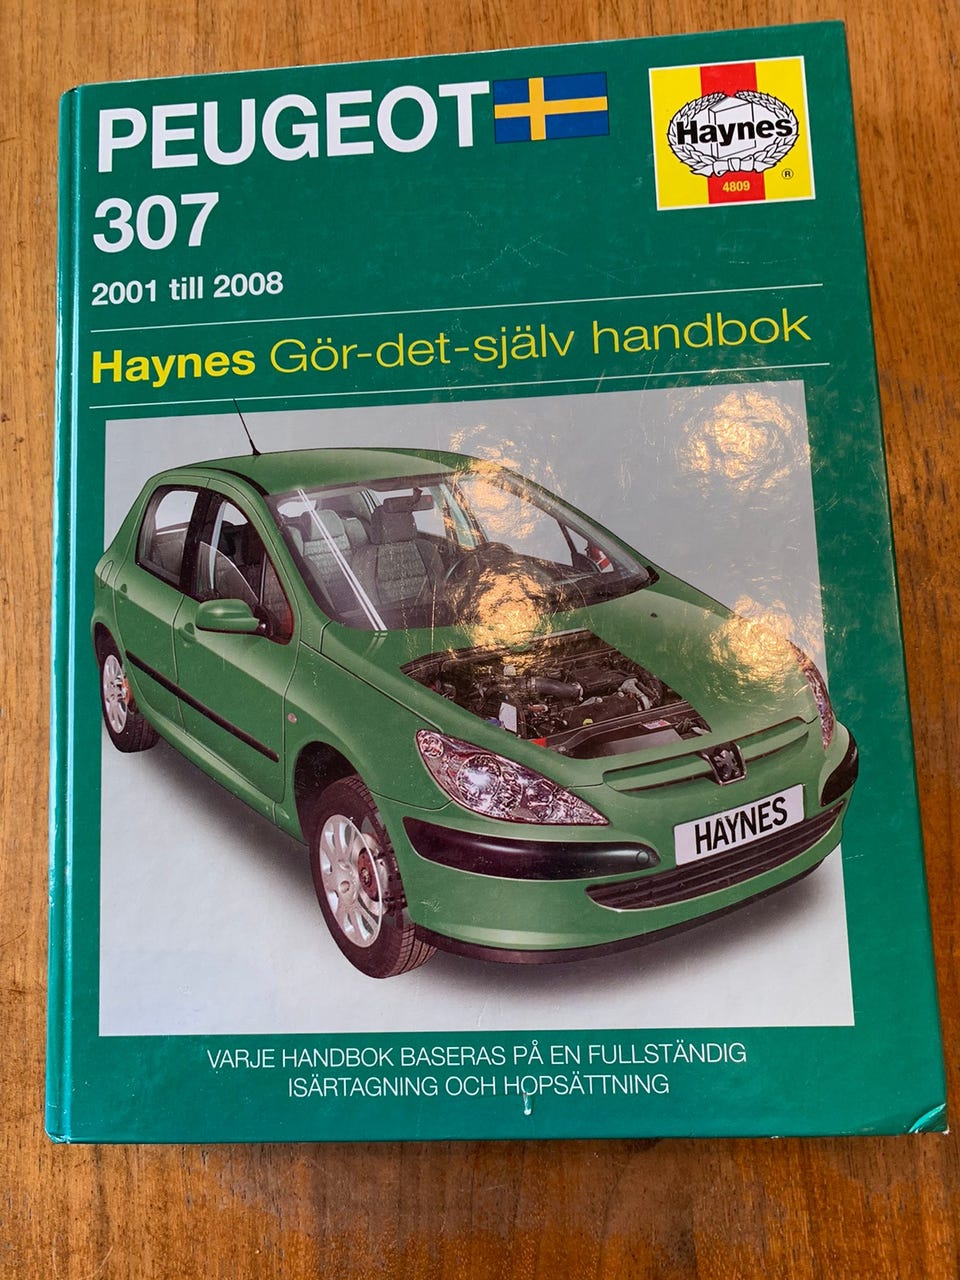 PEUGEOT
307
2001 till 2008
Haynes
®
4809
Haynes Gör-det-själv handbok
HAYNES
VARJE HANDBOK BASERAS PÅ EN FULLSTÄNDIG
ISÄRTAGNING OCH HOPSÄTTNING